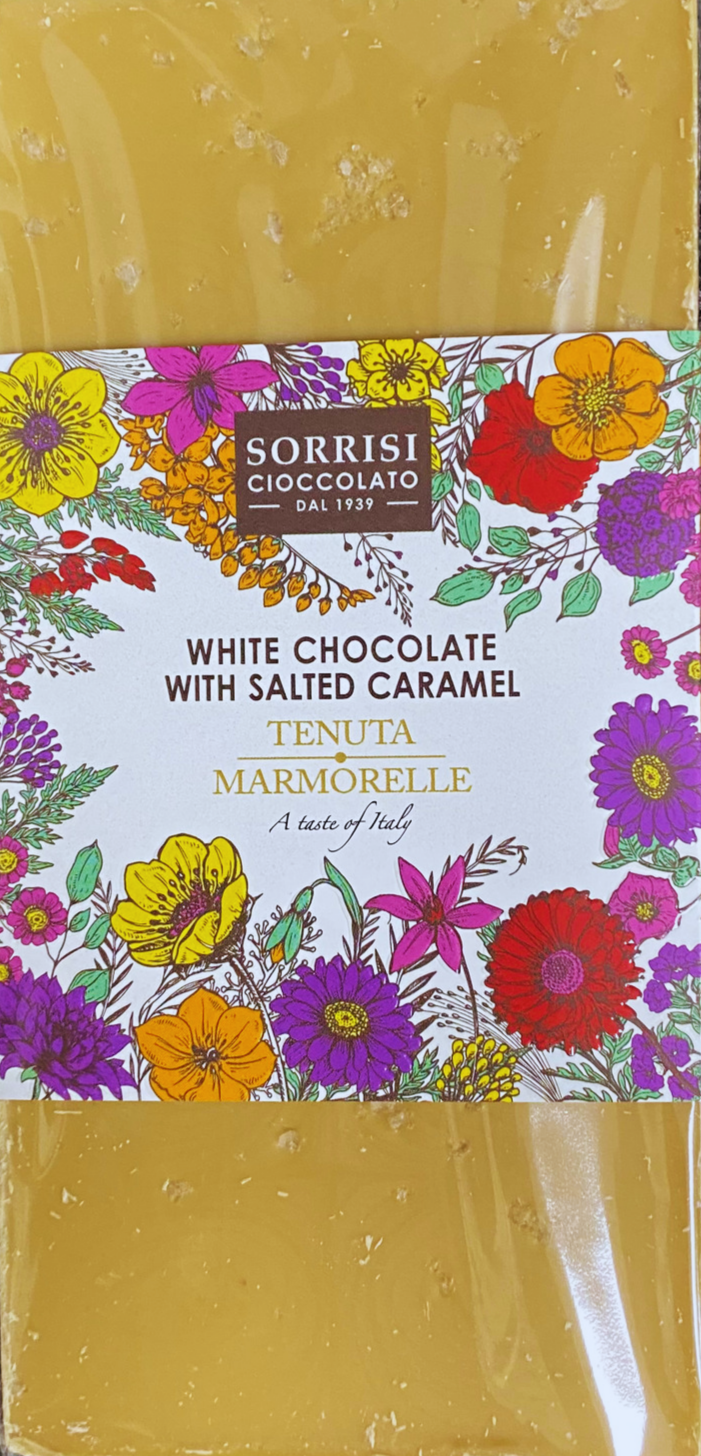 SORRISI
CIOCCOLATO
DAL 1939
WHITE CHOCOLATE
WITH SALTED CARAMEL
TENUTA
MARMORELLE
A taste of Italy